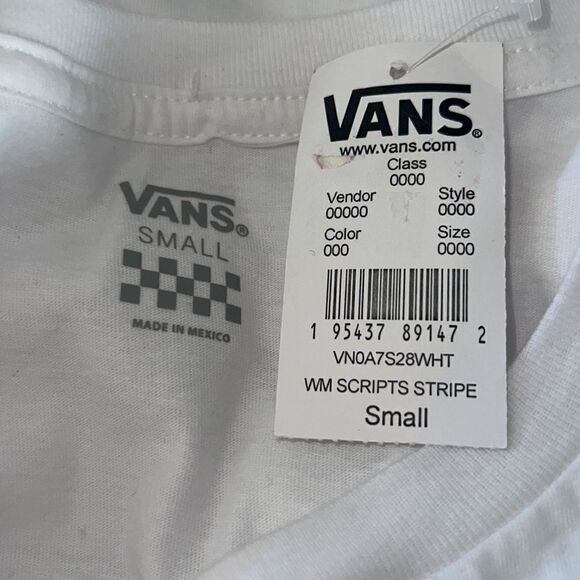 VANS®
SMALL
MADE IN MEXICO
VANS®
www.vans.com
Class
0000
Vendor Style
00000 0000
Color Size
000 0000
1 95437 89147 2
VN0A7S28WHT
WM SCRIPTS STRIPE
Small